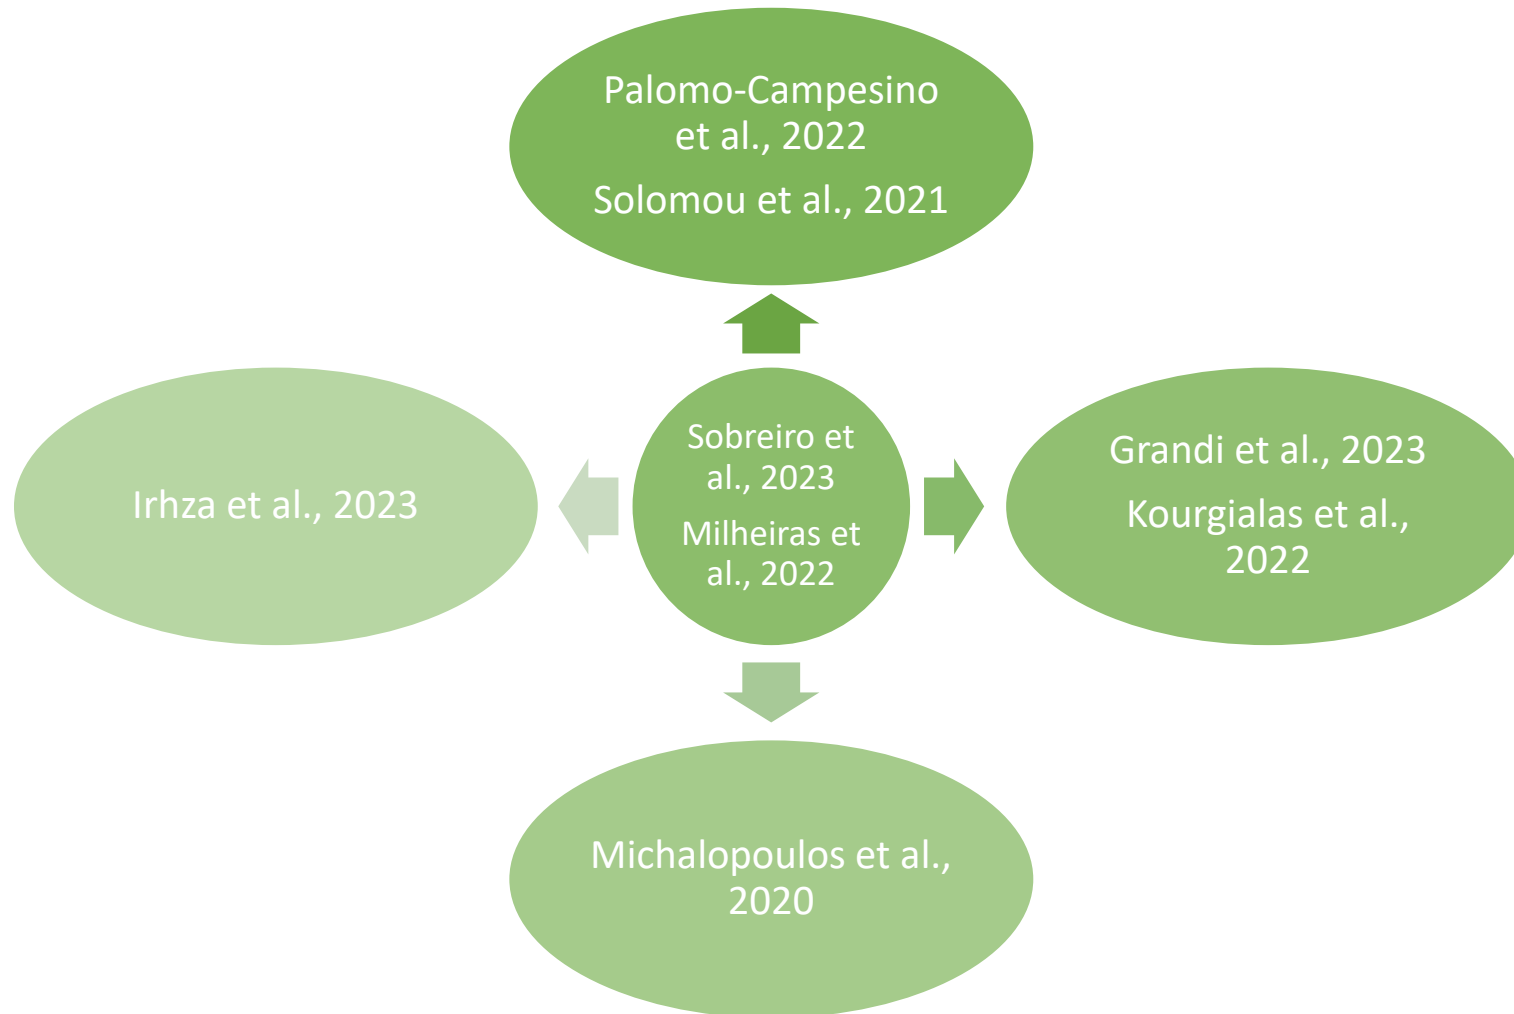 Palomo-Campesino
et al., 2022
Solomou et al., 2021
Irhza et al., 2023
Sobreiro et
al., 2023
Milheiras et
al., 2022
Grandi et al., 2023
Kourgialas et al.,
2022
Michalopoulos et al.,
2020